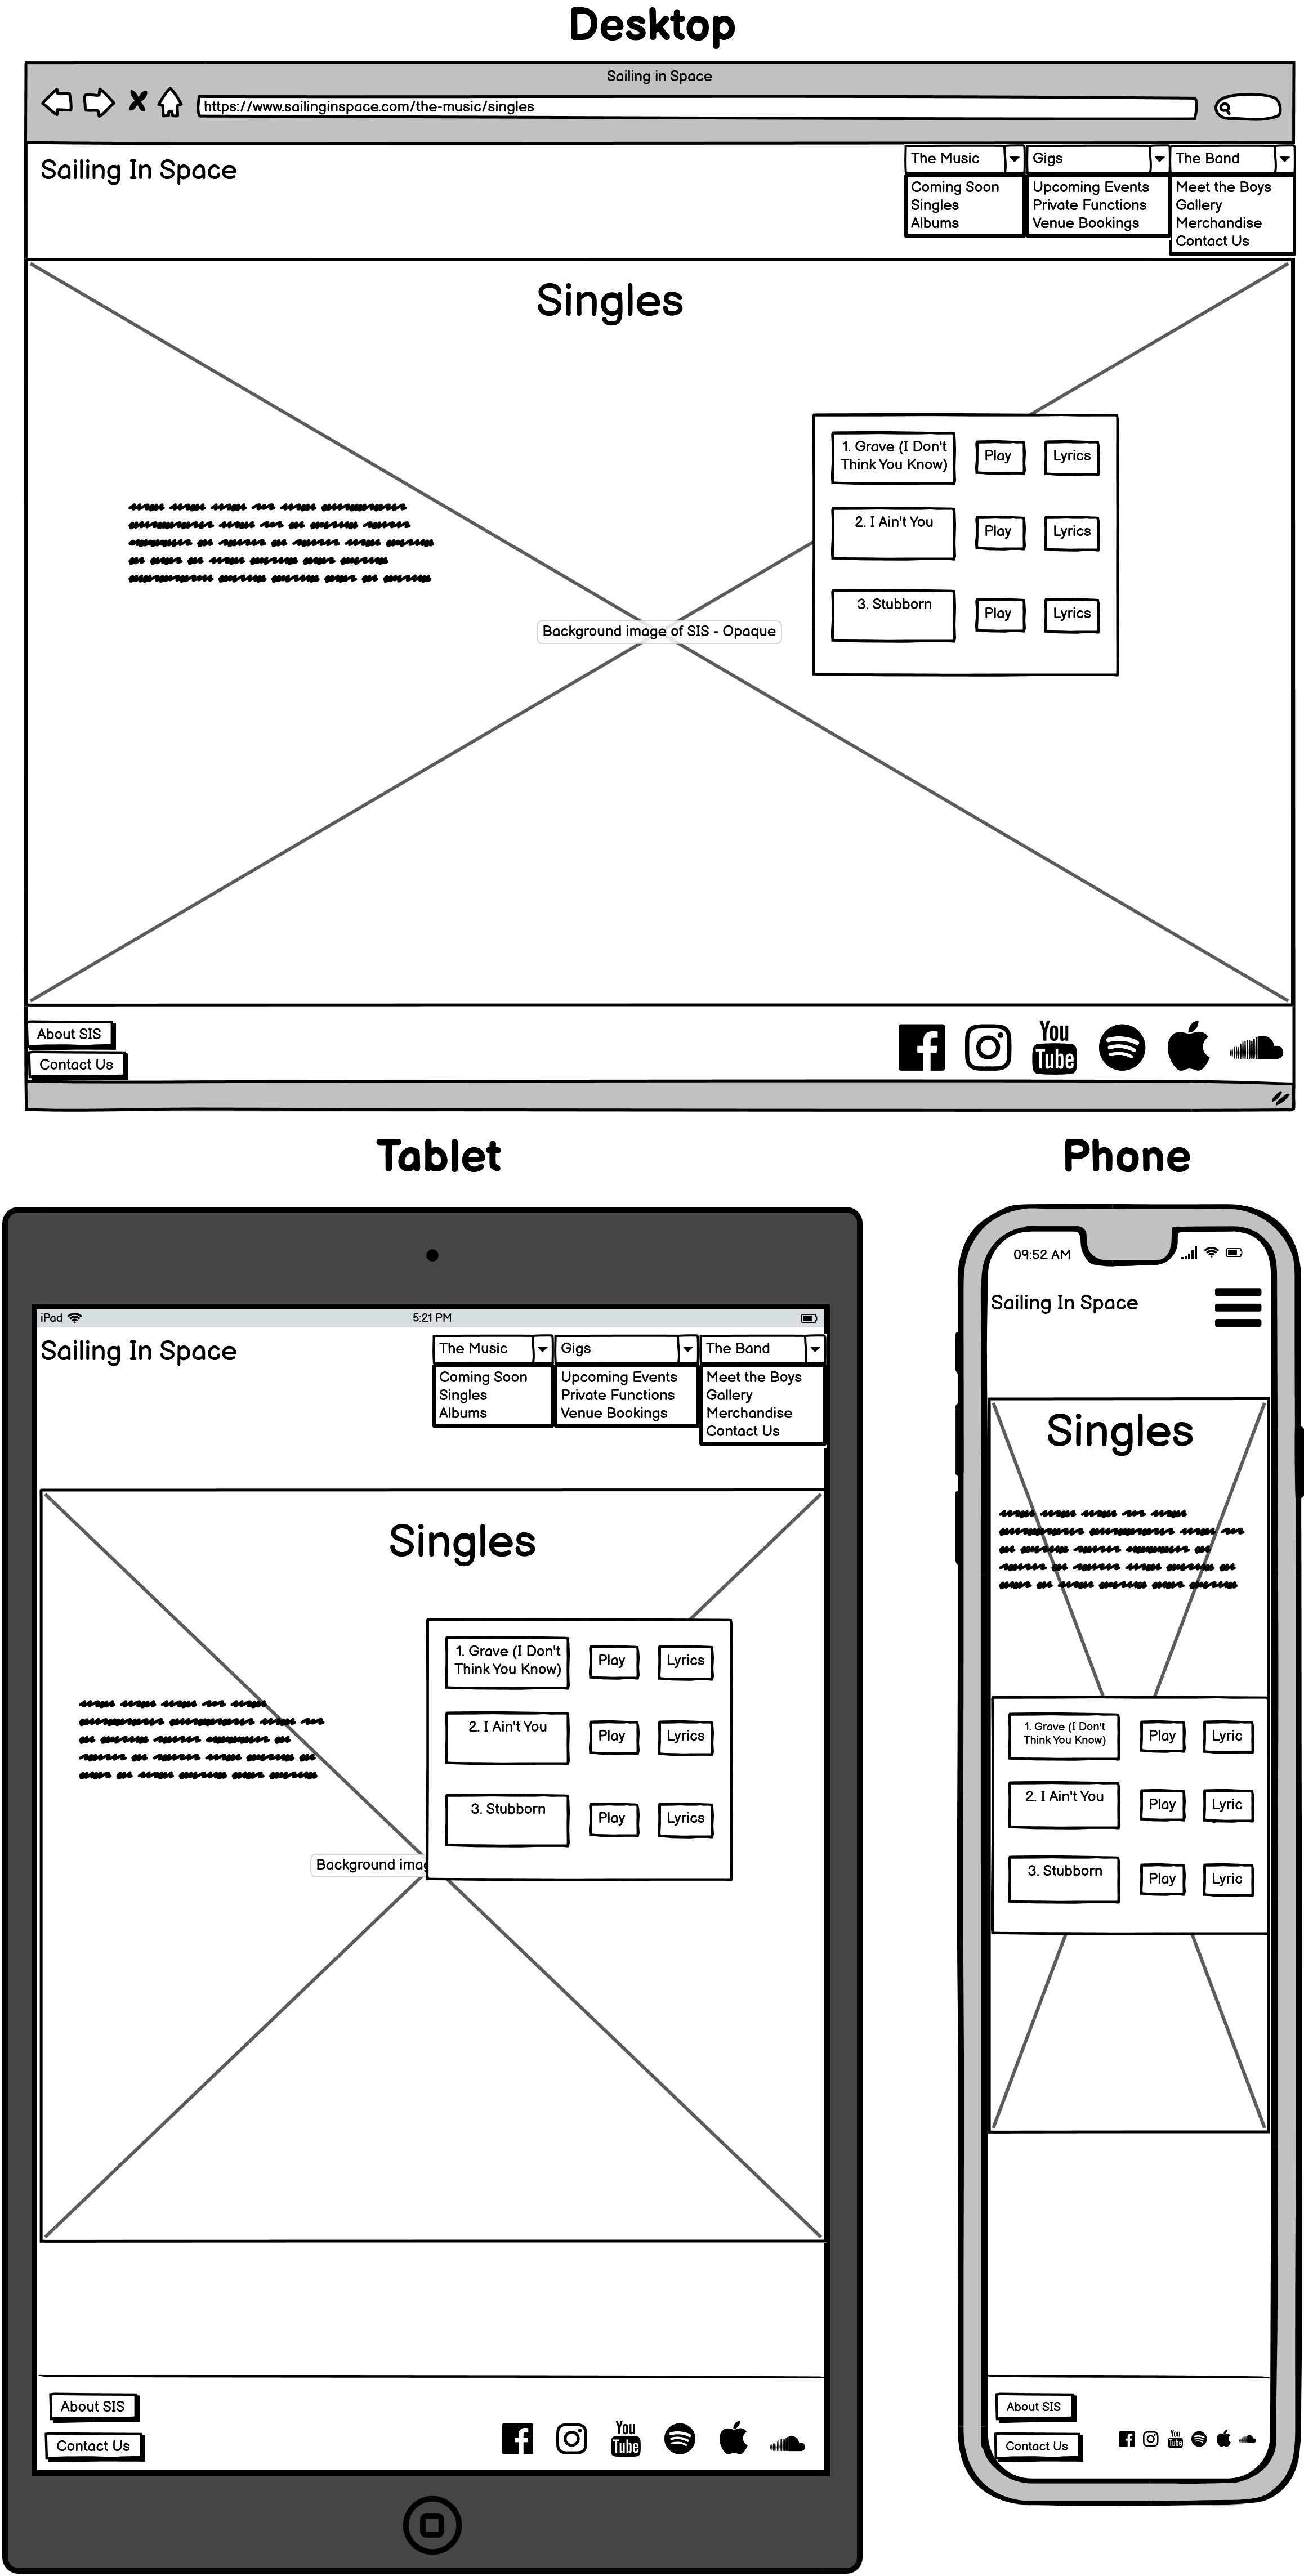 Desktop
Sailing in Space
https://www.sailinginspace.com/the-music/singles
Sailing In Space
The Music
Coming Soon
Singles
Albums
Gigs
Upcoming Events
Private Functions
Venue Bookings
The Band
Meet the Boys
Gallery
Merchandise
Contact Us
Singles
1. Grave (I Don't
Think You Know)
Play
Lyrics
2. I Ain't You
Play
Lyrics
3. Stubborn
Play
Lyrics
Background image of SIS - Opaque
About SIS
Contact Us
You
Tube
Tablet
iPad
5:21 PM
Sailing In Space
The Music
Coming Soon
Singles
Albums
Gigs
Upcoming Events
Private Functions
Venue Bookings
The Band
Meet the Boys
Gallery
Merchandise
Contact Us
Singles
1. Grave (I Don't
Think You Know)
Play
Lyrics
2. I Ain't You
Play
Lyrics
3. Stubborn
Play
Lyrics
Background imag
About SIS
Contact Us
You
Tube
Phone
09:52 AM
Sailing In Space
Singles
1. Grave (I Don't
Think You Know)
Play
Lyric
2. I Ain't You
Play
Lyric
3. Stubborn
Play
Lyric
About SIS
Contact Us
You
Tube